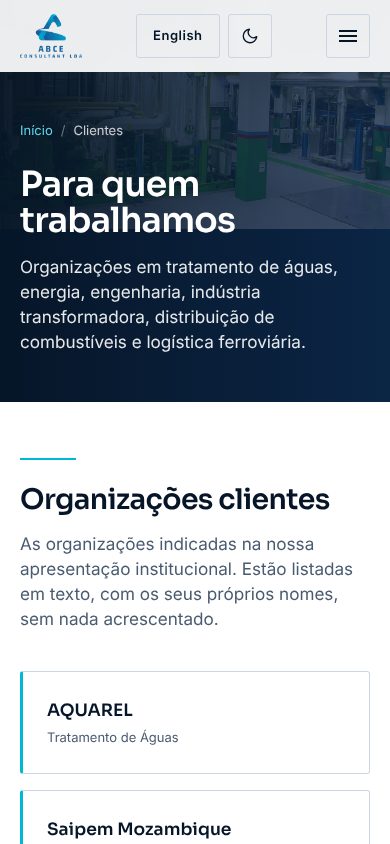 ABCE
CONSULTANT LDA
English
Início / Clientes
Para quem
trabalhamos
Organizações em tratamento de águas,
energia, engenharia, indústria
transformadora, distribuição de
combustíveis e logística ferroviária.
Organizações clientes
As organizações indicadas na nossa
apresentação institucional. Estão listadas
em texto, com os seus próprios nomes,
sem nada acrescentado.
AQUAREL
Tratamento de Águas
Saipem Mozambique